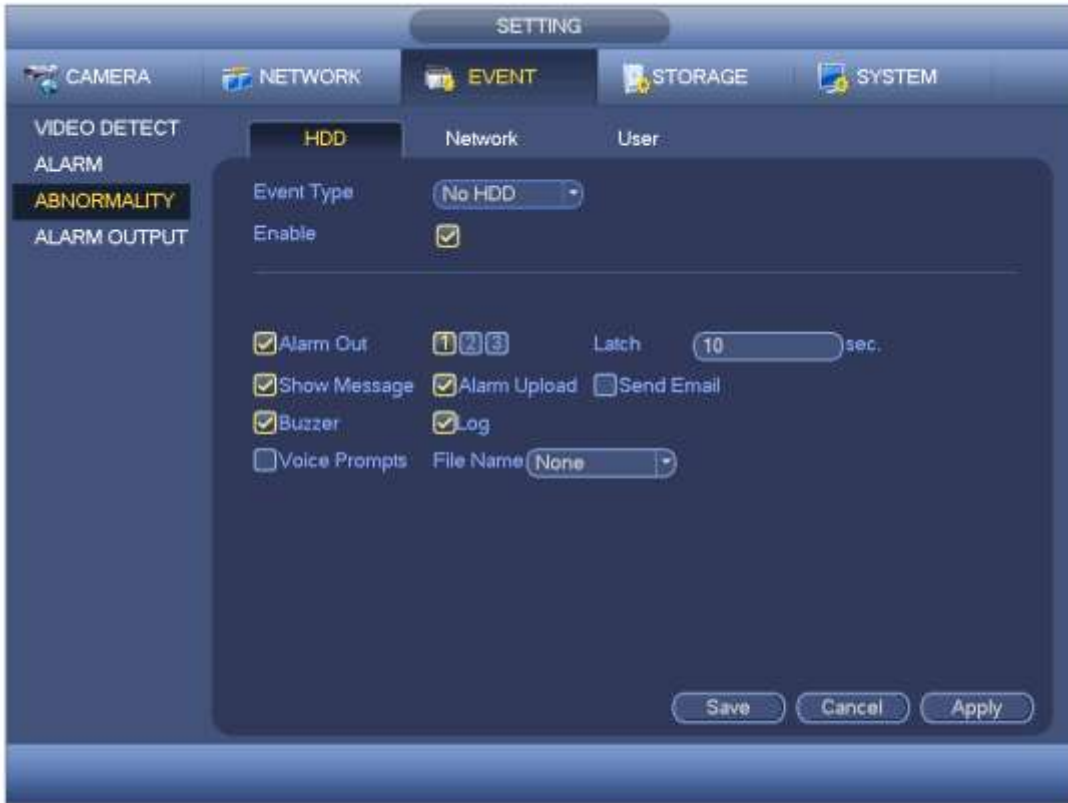 SETTING
CAMERA NETWORK EVENT STORAGE SYSTEM
VIDEO DETECT
ALARM
ABNORMALITY
ALARM OUTPUT
HDD Network User
Event Type No HDD
Enable
Alarm Out 1 2 3 Latch 10 sec.
Show Message Alarm Upload Send Email
Buzzer Log
Voice Prompts File Name None
Save Cancel Apply